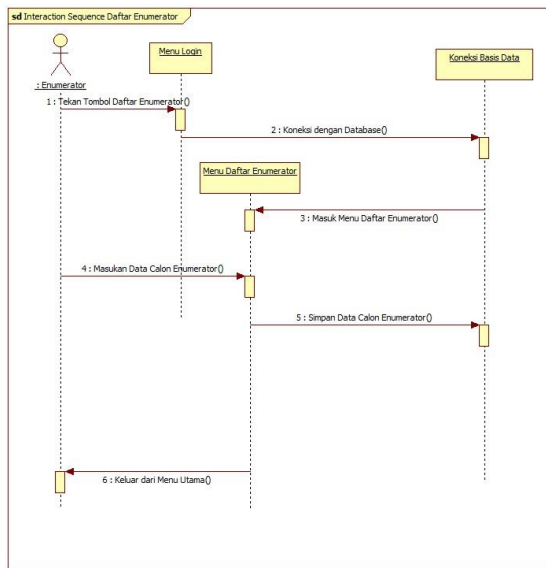 sd Interaction Sequence Daftar Enumerator
Menu Login
Koneksi Basis Data
: Enumerator
1 : Tekan Tombol Daftar Enumerator()
2 : Koneksi dengan Database()
Menu Daftar Enumerator
3 : Masuk Menu Daftar Enumerator()
4 : Masukan Data Calon Enumerator()
5 : Simpan Data Calon Enumerator()
6 : Keluar dari Menu Utama()